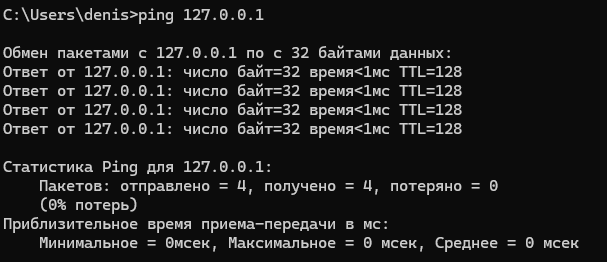 C:\Users\denis>ping 127.0.0.1
Обмен пакетами с 127.0.0.1 по с 32 байтами данных:
Ответ от 127.0.0.1: число байт=32 время<1мс TTL=128
Ответ от 127.0.0.1: число байт=32 время<1мс TTL=128
Ответ от 127.0.0.1: число байт=32 время<1мс TTL=128
Ответ от 127.0.0.1: число байт=32 время<1мс TTL=128
Статистика Ping для 127.0.0.1:
Пакетов: отправлено = 4, получено = 4, потеряно = 0
(0% потерь)
Приблизительное время приема-передачи в мс:
Минимальное = 0мсек, Максимальное = 0 мсек, Среднее = 0 мсек